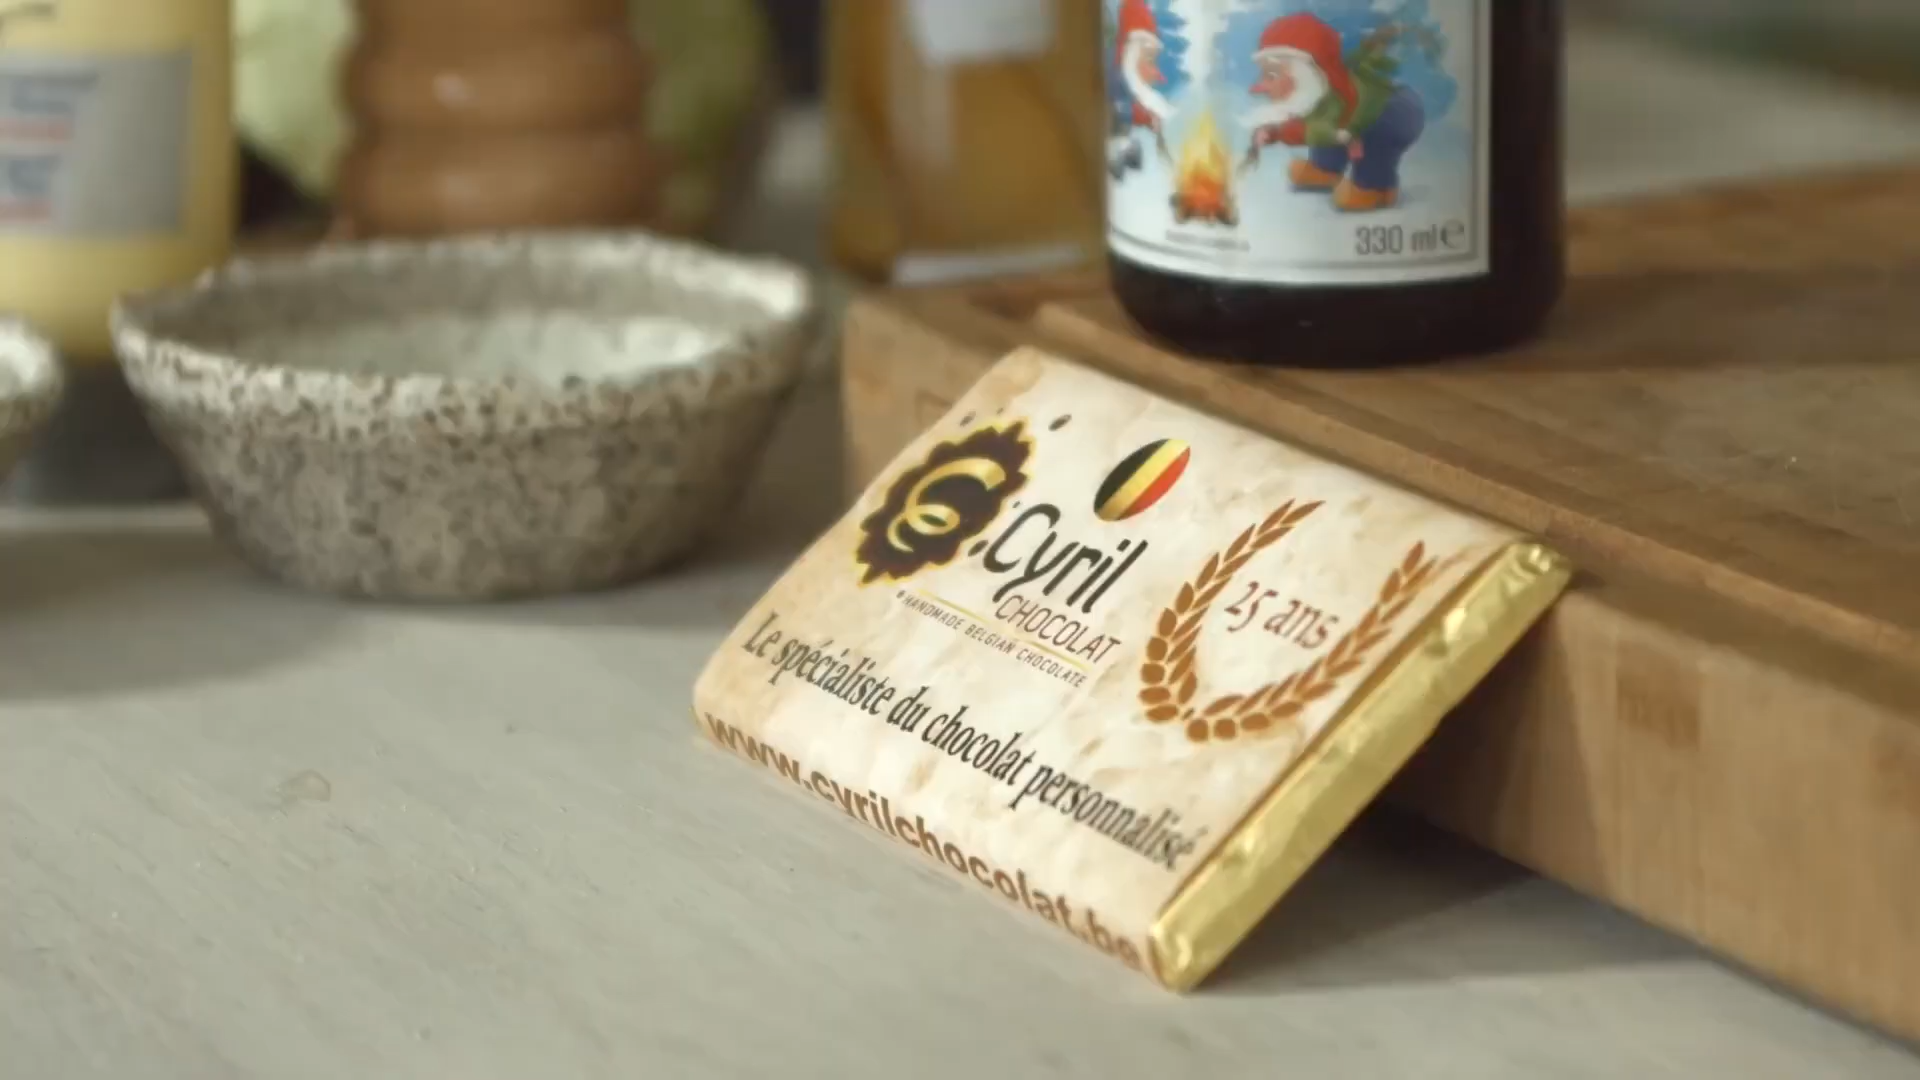 330 ml e
Cyril
CHOCOLAT
HANDMADE BELGIAN CHOCOLATE
25 ans
Le spécialiste du chocolat personnalisé
www.cyrilchocolat.be